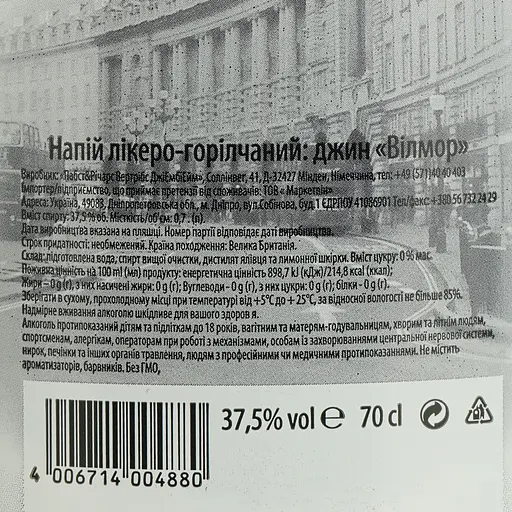 Напій лікеро-горілчаний: джин «Вілмор»
Виробник: «Пабст&Річарс Вертрібс ДжіЕмбіЕйм», Соллінвег, 41, Д-32427 Мінден, Німеччина, тел: +49 (571)40 40 403
Імпортер/підприємство, що приймає претензії від споживачів: ТОВ « Маркетвін»
Адреса: Україна, 49083, Дніпропетровська обл., м. Дніпро, вул.Собінова, буд.1 ЄДРПОУ 41086901 Тел/факс: +380 56 732 24 29
Вміст спирту: 37,5 %об. Місткість/об'єм: 0,7 . (л).
Дата виробництва вказана на пляшці. Номер партії відповідає даті виробництва.
Строк придатності: необмежений. Країна походження: Велика Британія.
Склад: підготовлена вода, спирт вищої очистки, дистилят ялівця та лимонної шкірки. Вміст цукру: 0 % мас.
Поживна цінність на 100 ml (мл) продукту: енергетична цінність 898,7 kJ (кДж)/214,8 kcal (ккал);
Жири – 0 g (г), з них насичені жири: 0 g (г); Вуглеводи – 0 g (г), з них цукри: 0 g (г); білки - 0 g (г).
Зберігати в сухому, прохолодному місці при температурі від +5°С до + 25°С, за відносної вологості не більше 85%.
Надмірне вживання алкоголю шкідливе для вашого здоров я.
Алкоголь протипоказаний дітям та підліткам до 18 років, вагітним та матерям-годувальницям, хворим та літнім людям,
спортсменам, алергікам, операторам при роботі з механізмами, особам із захворюваннями центральної нервової системи,
нирок, печінки та інших органів травлення, людям з професійними чи медичними протипоказаннями. Не містить
ароматизаторів, барвників. Без ГМО,
37,5% vol ℮ 70 cl
4 006714 004880